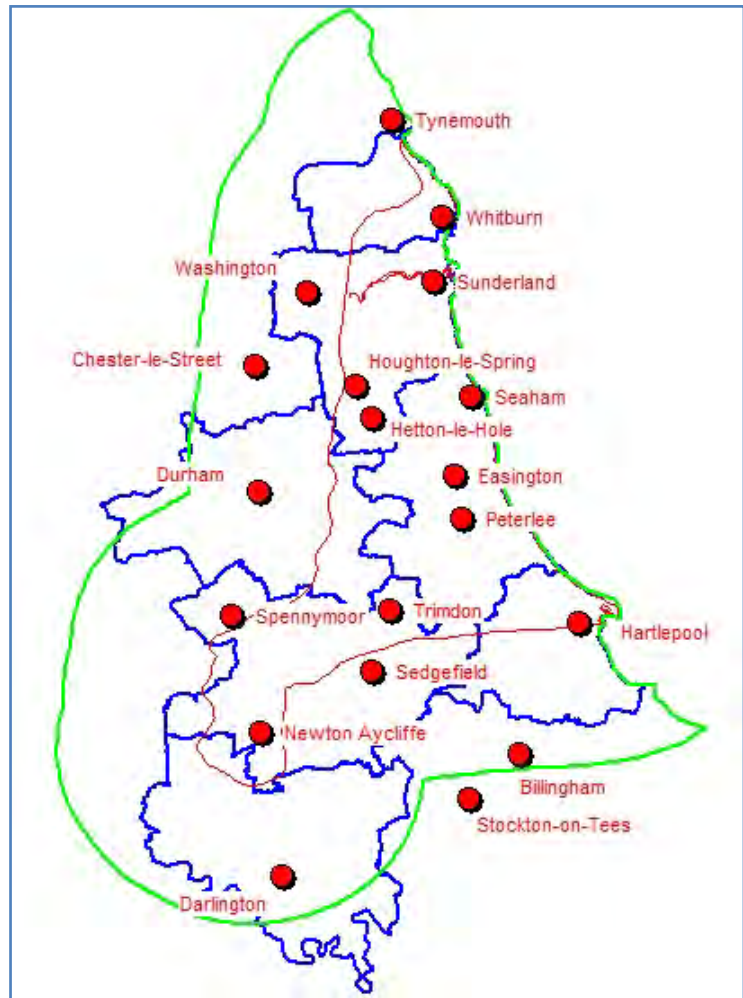 Tynemouth
Whitburn
Washington
Sunderland
Chester-le-Street
Houghton-le-Spring
Seaham
Hetton-le-Hole
Durham
Easington
Peterlee
Spennymoor
Trimdon
Hartlepool
Sedgefield
Newton Aycliffe
Billingham
Stockton-on-Tees
Darlington